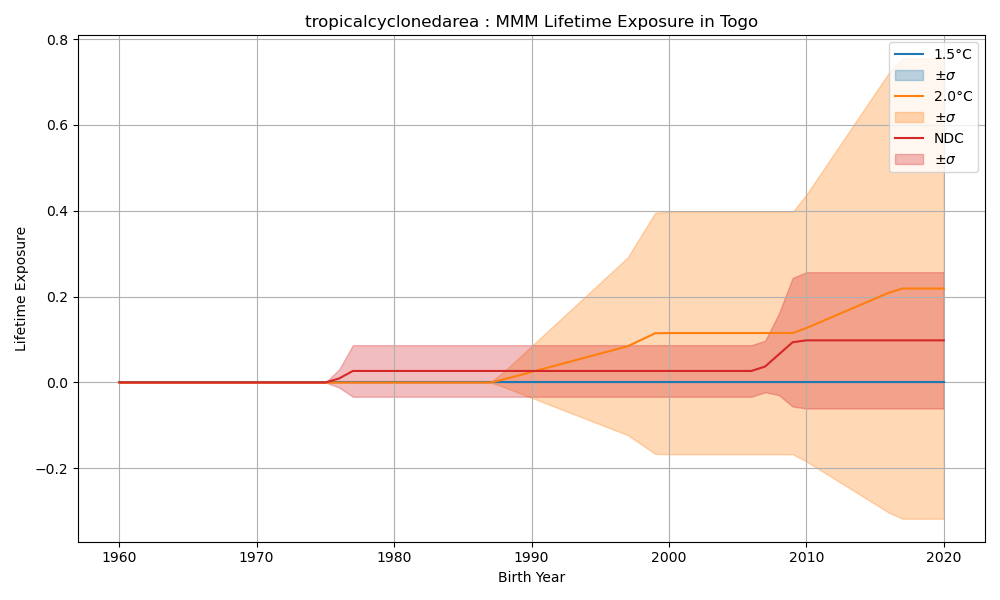 tropicalcyclonedarea : MMM Lifetime Exposure in Togo
0.8
0.6
0.4
0.2
0.0
−0.2
Lifetime Exposure
1960
1970
1980
1990
2000
2010
2020
Birth Year
1.5°C
±σ
2.0°C
±σ
NDC
±σ